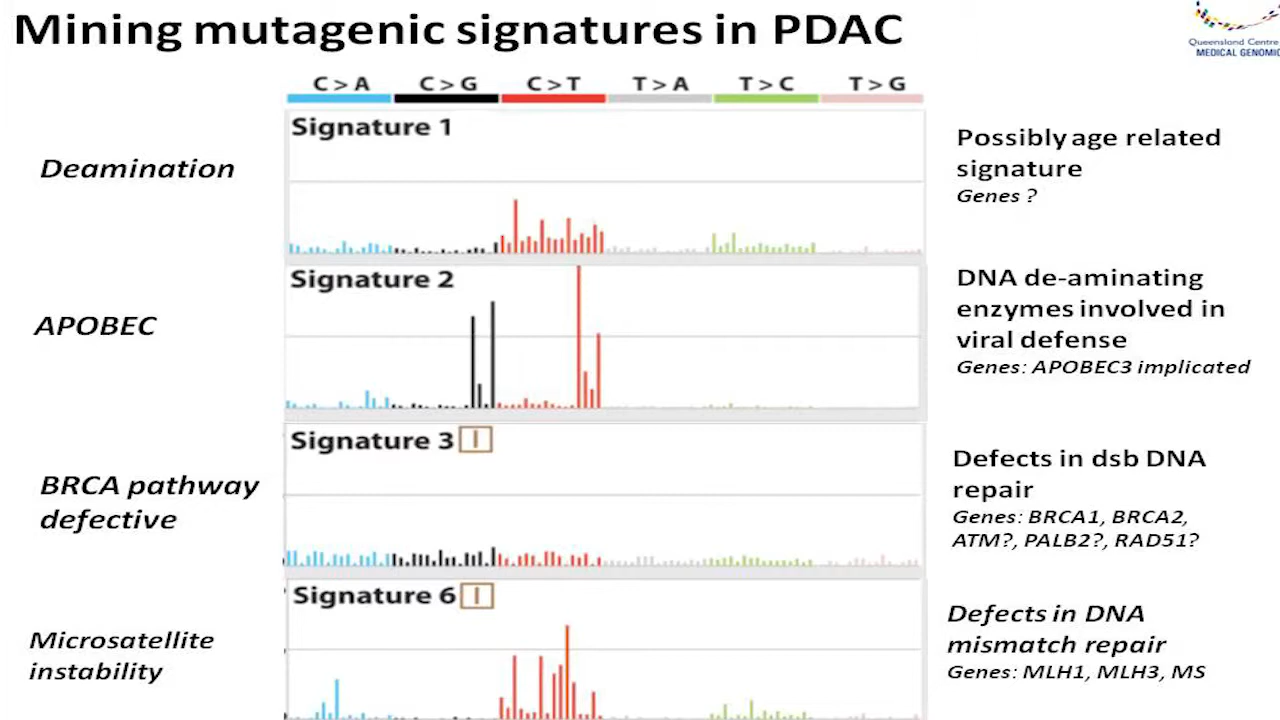 Mining mutagenic signatures in PDAC
Queensland Centre
MEDICAL GENOMIC
C > A
C > G
C > T
T > A
T > C
T > G
Deamination
Signature 1
Possibly age related
signature
Genes ?
APOBEC
Signature 2
DNA de-aminating
enzymes involved in
viral defense
Genes: APOBEC3 implicated
BRCA pathway
defective
Signature 3 I
Defects in dsb DNA
repair
Genes: BRCA1, BRCA2,
ATM?, PALB2?, RAD51?
Microsatellite
instability
Signature 6 I
Defects in DNA
mismatch repair
Genes: MLH1, MLH3, MS